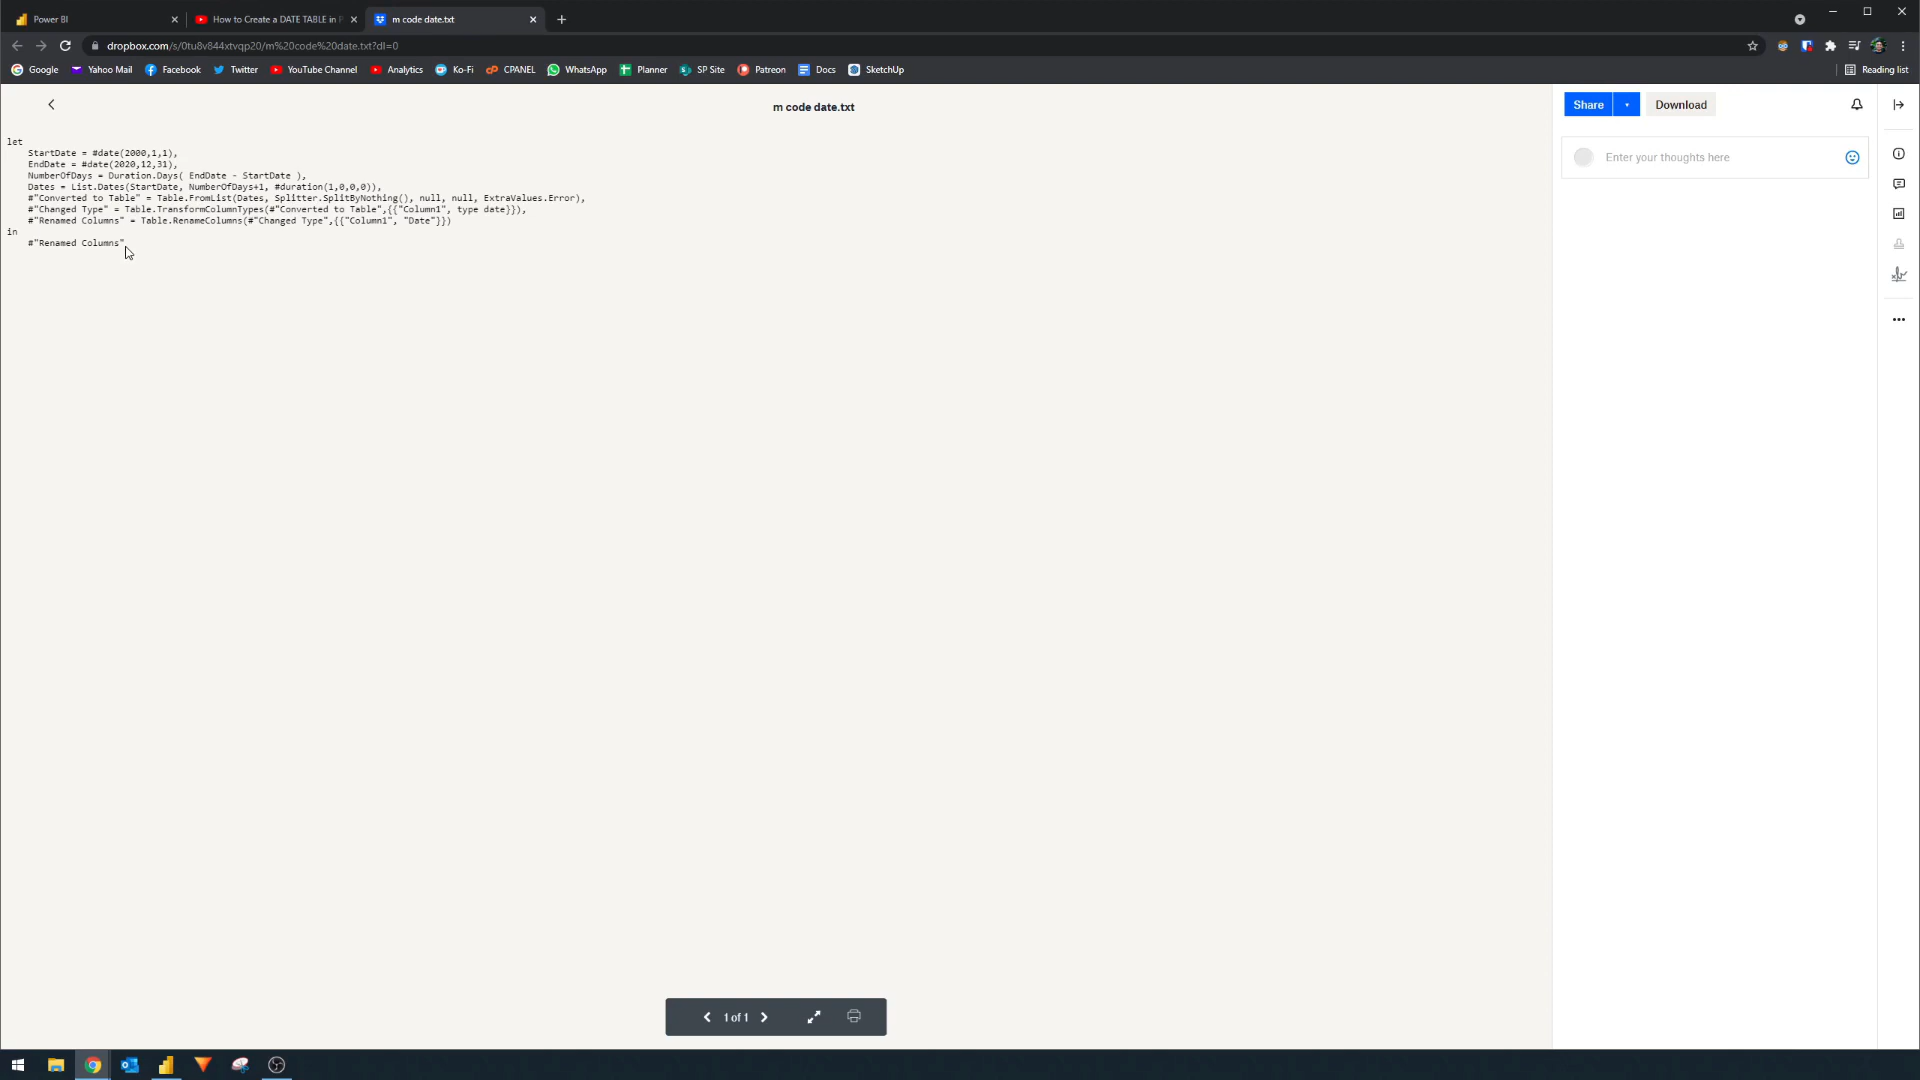 Power BI
How to Create a DATE TABLE in
m code date.txt
dropbox.com/s/0tu8v844xtvqp20/m%20code%20date.txt?dl=0
Google
Yahoo Mail
Facebook
Twitter
YouTube Channel
Analytics
Ko-Fi
CPANEL
WhatsApp
Planner
SP Site
Patreon
Docs
SketchUp
Reading list
m code date.txt
Share
Download
Enter your thoughts here
let
StartDate = #date(2000,1,1),
EndDate = #date(2020,12,31),
NumberOfDays = Duration.Days( EndDate - StartDate ),
Dates = List.Dates(StartDate, NumberOfDays+1, #duration(1,0,0,0)),
#"Converted to Table" = Table.FromList(Dates, Splitter.SplitByNothing(), null, null, ExtraValues.Error),
#"Changed Type" = Table.TransformColumnTypes(#"Converted to Table",{{"Column1", type date}}),
#"Renamed Columns" = Table.RenameColumns(#"Changed Type",{{"Column1", "Date"}})
in
#"Renamed Columns"
1 of 1